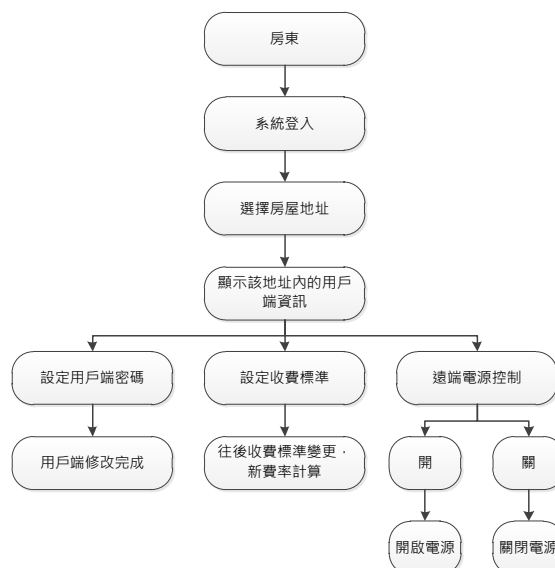 房東
系統登入
選擇房屋地址
顯示該地址內的用戶
端資訊
設定用戶端密碼
設定收費標準
遠端電源控制
用戶端修改完成
往後收費標準變更，
新費率計算
開
關
開啟電源
關閉電源